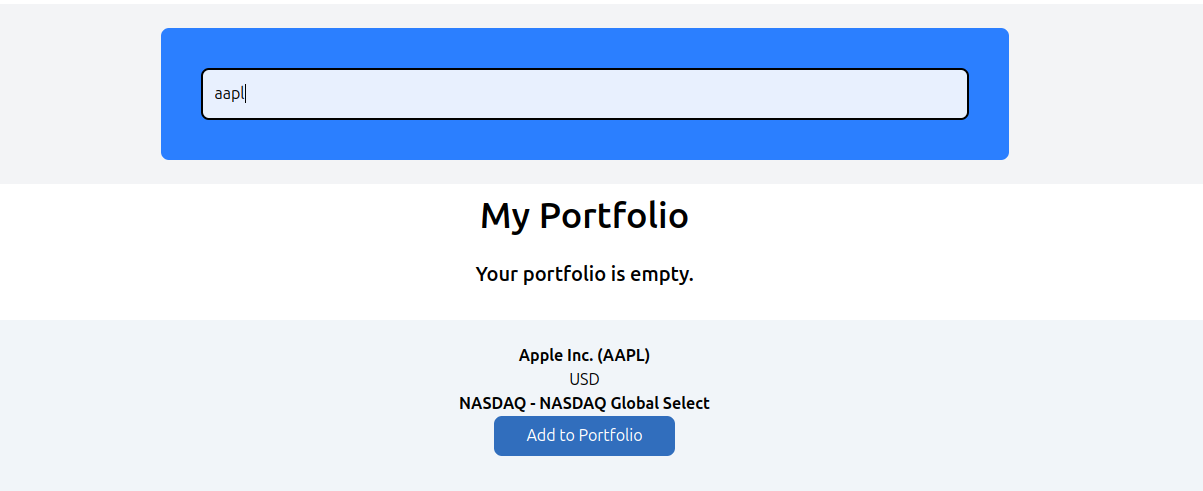 aapl
My Portfolio
Your portfolio is empty.
Apple Inc. (AAPL)
USD
NASDAQ - NASDAQ Global Select
Add to Portfolio